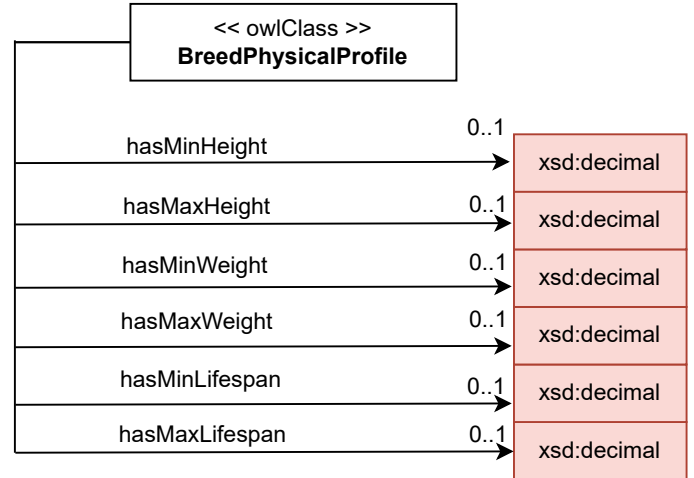 << owlClass >>
BreedPhysicalProfile
hasMinHeight 0..1 xsd:decimal
hasMaxHeight 0..1 xsd:decimal
hasMinWeight 0..1 xsd:decimal
hasMaxWeight 0..1 xsd:decimal
hasMinLifespan 0..1 xsd:decimal
hasMaxLifespan 0..1 xsd:decimal